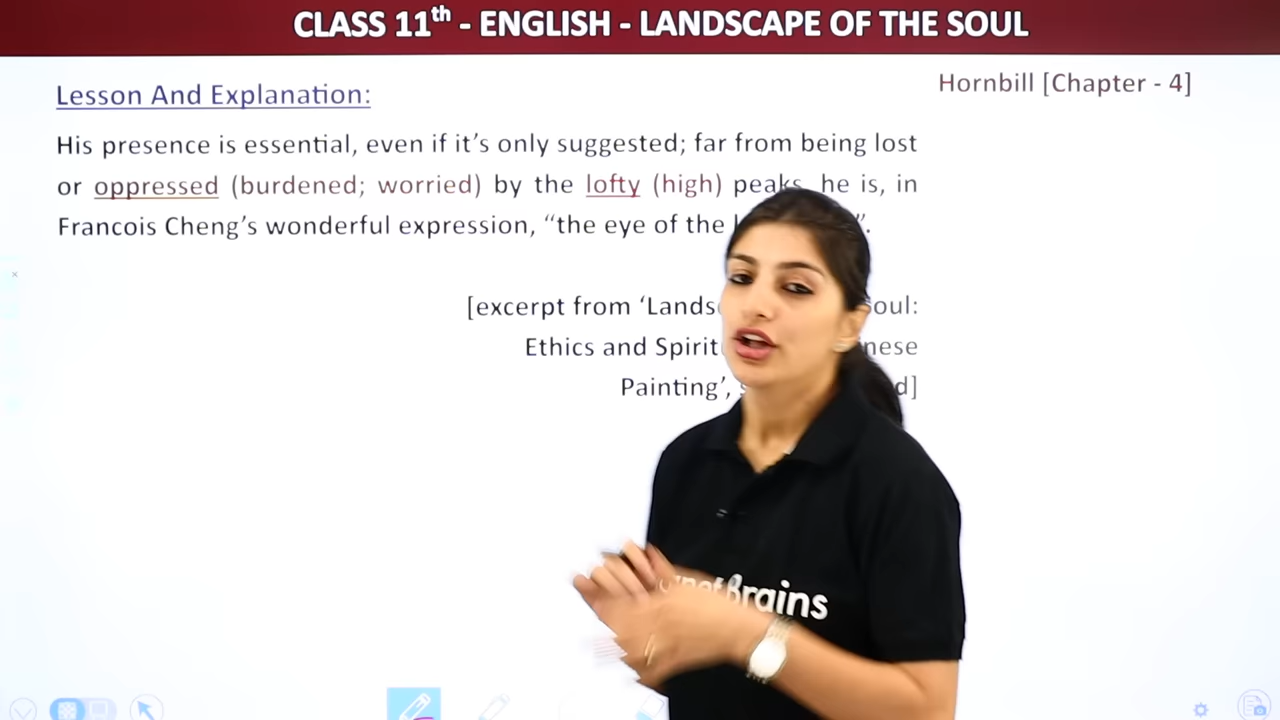 CLASS 11th - ENGLISH - LANDSCAPE OF THE SOUL
Hornbill [Chapter - 4]
Lesson And Explanation:
His presence is essential, even if it's only suggested; far from being lost
or oppressed (burdened; worried) by the lofty (high) peaks, he is, in
Francois Cheng's wonderful expression, “the eye of the ”.
[excerpt from ‘Lands oul:
Ethics and Spirit nese
Painting’, d]
Brains